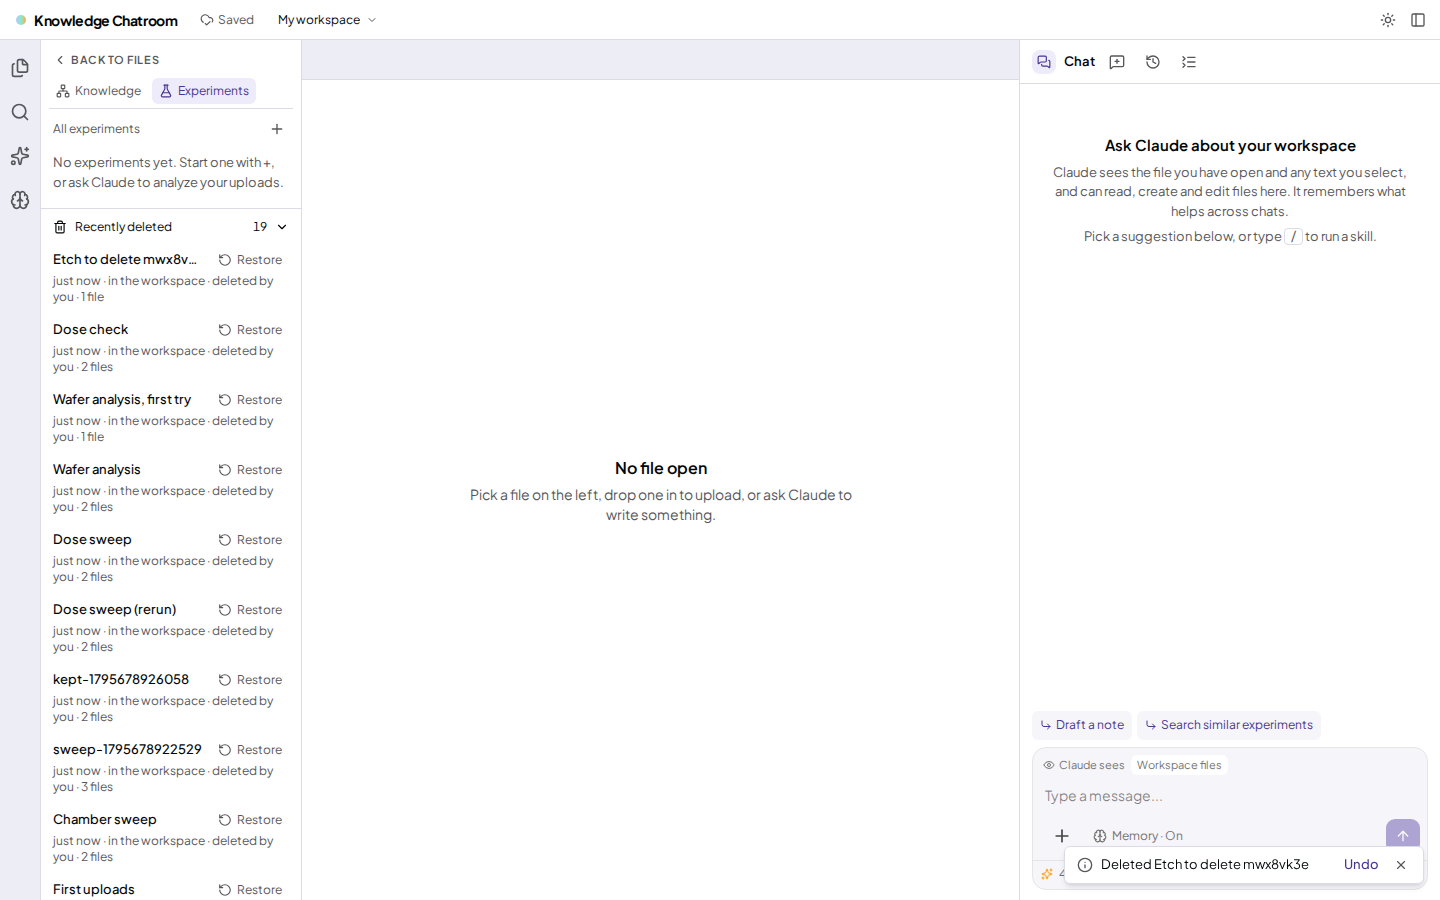 Knowledge Chatroom
Saved
My workspace
BACK TO FILES
Knowledge
Experiments
All experiments
No experiments yet. Start one with +,
or ask Claude to analyze your uploads.
Recently deleted
19
Etch to delete mwx8v...
Restore
just now · in the workspace · deleted by
you · 1 file
Dose check
Restore
just now · in the workspace · deleted by
you · 2 files
Wafer analysis, first try
Restore
just now · in the workspace · deleted by
you · 1 file
Wafer analysis
Restore
just now · in the workspace · deleted by
you · 2 files
Dose sweep
Restore
just now · in the workspace · deleted by
you · 2 files
Dose sweep (rerun)
Restore
just now · in the workspace · deleted by
you · 2 files
kept-1795678926058
Restore
just now · in the workspace · deleted by
you · 2 files
sweep-1795678922529
Restore
just now · in the workspace · deleted by
you · 3 files
Chamber sweep
Restore
just now · in the workspace · deleted by
you · 2 files
First uploads
Restore
No file open
Pick a file on the left, drop one in to upload, or ask Claude to
write something.
Chat
Ask Claude about your workspace
Claude sees the file you have open and any text you select,
and can read, create and edit files here. It remembers what
helps across chats.
Pick a suggestion below, or type / to run a skill.
Draft a note
Search similar experiments
Claude sees
Workspace files
Type a message...
Memory · On
Deleted Etch to delete mwx8vk3e
Undo